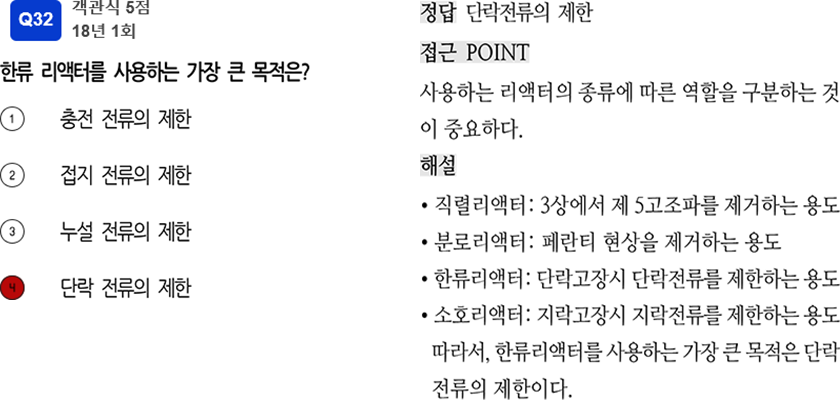 Q32
객관식 5점
18년 1회
한류 리액터를 사용하는 가장 큰 목적은?
1 충전 전류의 제한
2 접지 전류의 제한
3 누설 전류의 제한
4 단락 전류의 제한
정답 단락전류의 제한
접근 POINT
사용하는 리액터의 종류에 따른 역할을 구분하는 것
이 중요하다.
해설
• 직렬리액터: 3상에서 제 5고조파를 제거하는 용도
• 분로리액터: 페란티 현상을 제거하는 용도
• 한류리액터: 단락고장시 단락전류를 제한하는 용도
• 소호리액터: 지락고장시 지락전류를 제한하는 용도
따라서, 한류리액터를 사용하는 가장 큰 목적은 단락
전류의 제한이다.